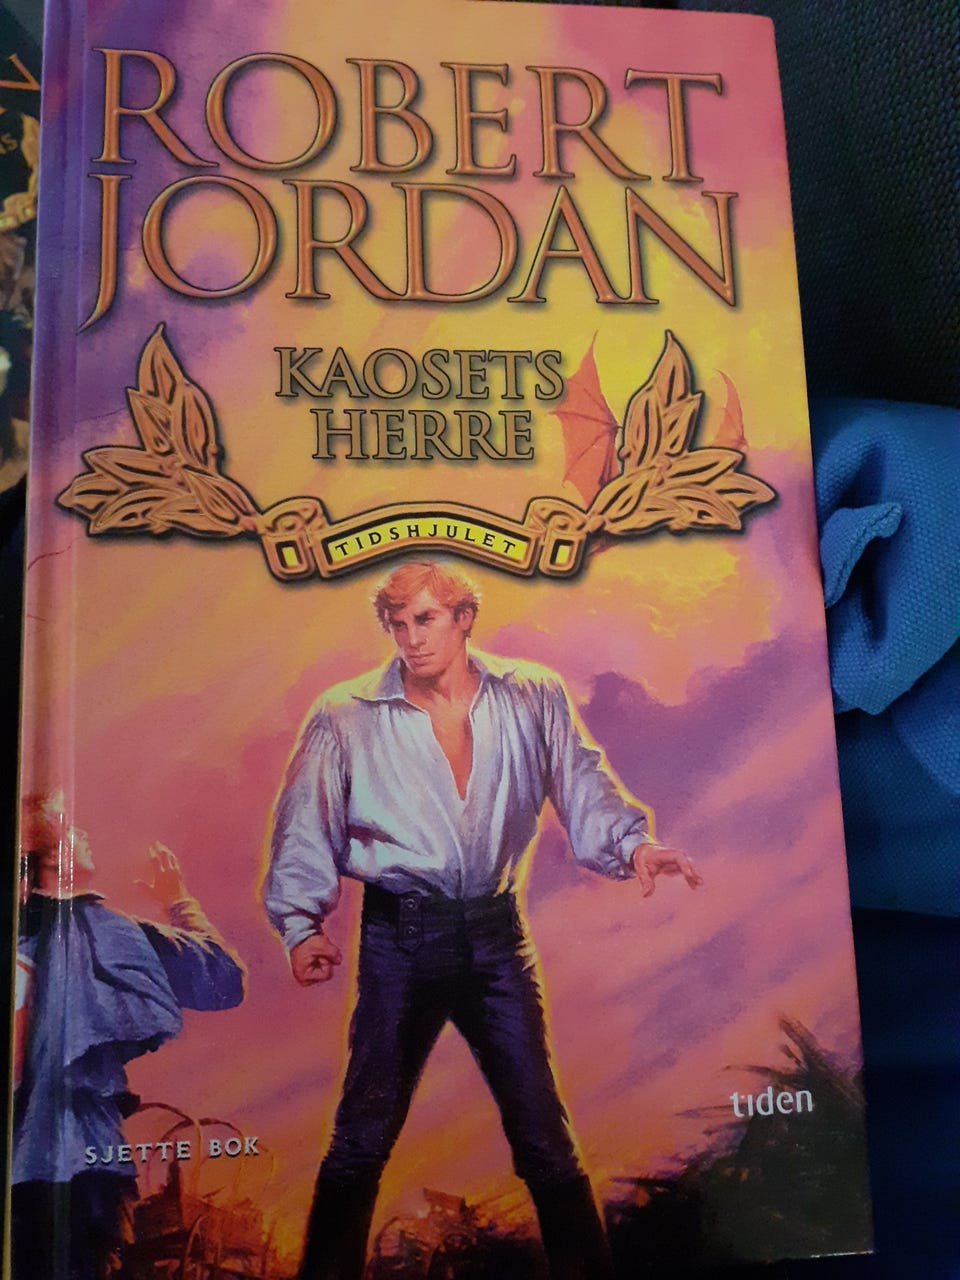 ROBERT
JORDAN
KAOSETS
HERRE
TIDSHJULET
tiden
SJETTE BOK